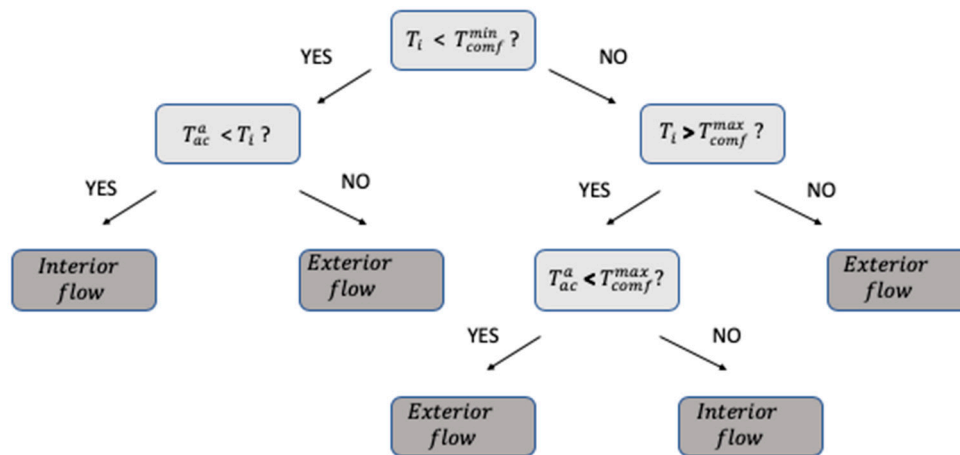 T_i < T_comf^min ?
YES
NO
T_ac^a < T_i ?
T_i > T_comf^max ?
YES
NO
YES
NO
Interior
flow
Exterior
flow
T_ac^a < T_comf^max ?
Exterior
flow
YES
NO
Exterior
flow
Interior
flow